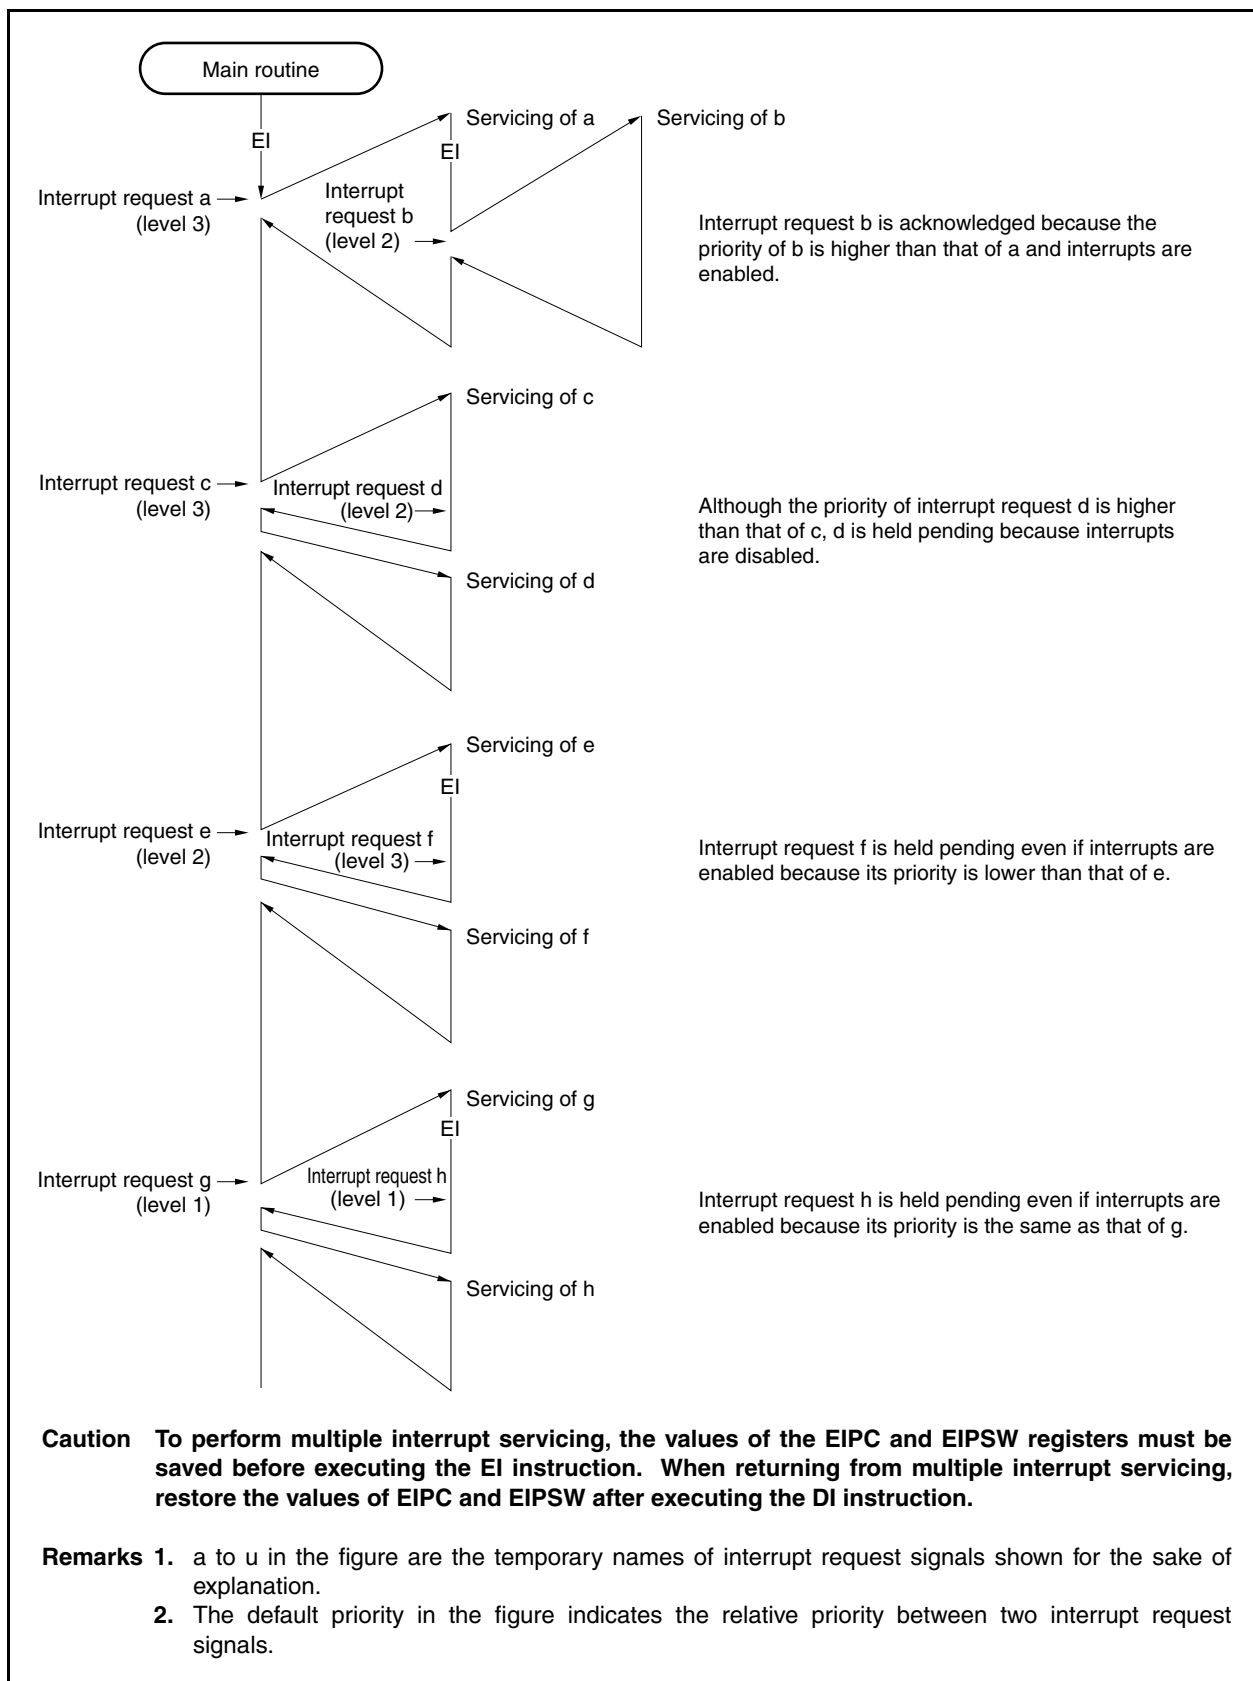 Main routine
EI
Servicing of a
Servicing of b
EI
Interrupt request a
(level 3)
Interrupt
request b
(level 2)
Interrupt request b is acknowledged because the
priority of b is higher than that of a and interrupts are
enabled.
Servicing of c
Interrupt request c
(level 3)
Interrupt request d
(level 2)
Although the priority of interrupt request d is higher
than that of c, d is held pending because interrupts
are disabled.
Servicing of d
Servicing of e
EI
Interrupt request e
(level 2)
Interrupt request f
(level 3)
Interrupt request f is held pending even if interrupts are
enabled because its priority is lower than that of e.
Servicing of f
Servicing of g
EI
Interrupt request g
(level 1)
Interrupt request h
(level 1)
Interrupt request h is held pending even if interrupts are
enabled because its priority is the same as that of g.
Servicing of h
Caution To perform multiple interrupt servicing, the values of the EIPC and EIPSW registers must be
saved before executing the EI instruction. When returning from multiple interrupt servicing,
restore the values of EIPC and EIPSW after executing the DI instruction.
Remarks 1. a to u in the figure are the temporary names of interrupt request signals shown for the sake of
explanation.
2. The default priority in the figure indicates the relative priority between two interrupt request
signals.